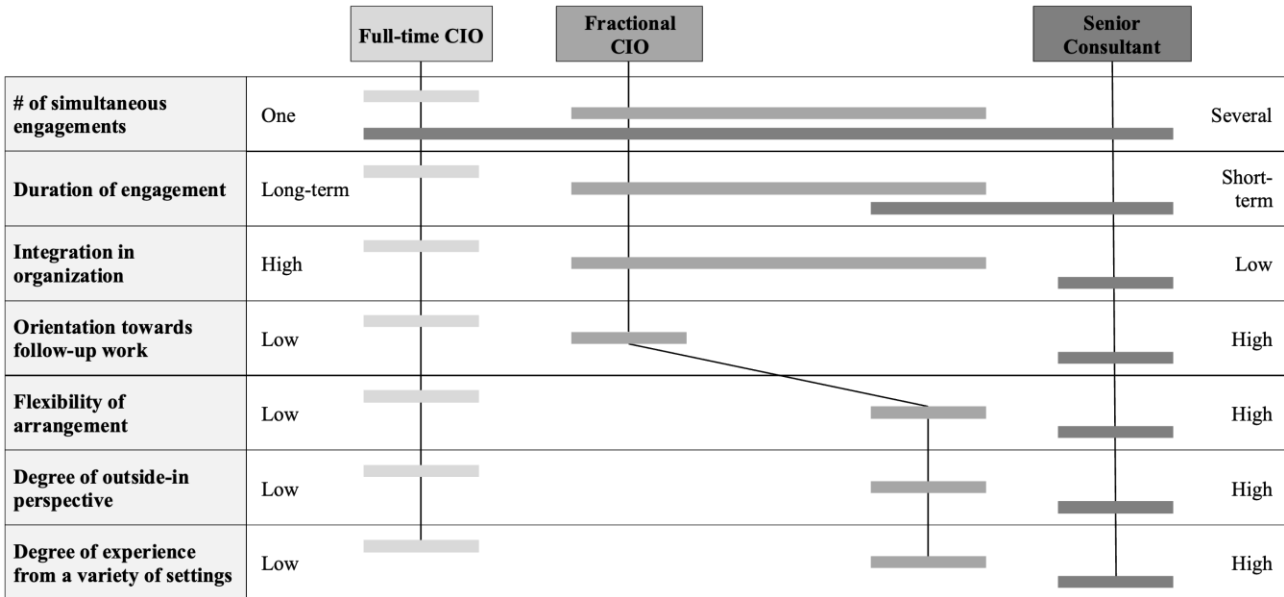 Full-time CIO
Fractional
CIO
Senior
Consultant
# of simultaneous
engagements
One
Several
Duration of engagement
Long-term
Short-
term
Integration in
organization
High
Low
Orientation towards
follow-up work
Low
High
Flexibility of
arrangement
Low
High
Degree of outside-in
perspective
Low
High
Degree of experience
from a variety of settings
Low
High